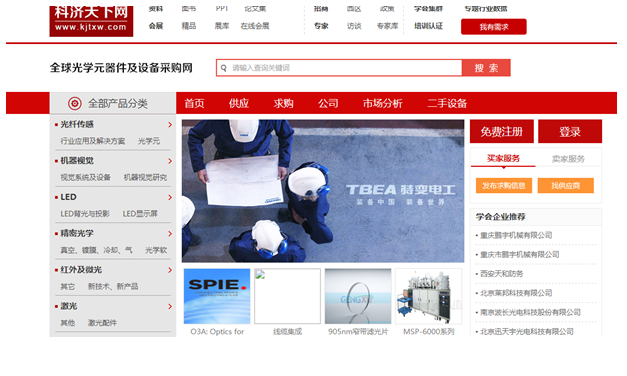 科济天下网
www.kjtxw.com
资料 图书 PPT 论文集
会展 精品 展库 在线会展
招商 西区 政策
专家 访谈 专家库
学会集群 专题行业数据
培训认证 我有需求
全球光学元器件及设备采购网
请输入查询关键词
搜 索
全部产品分类
首页 供应 求购 公司 市场分析 二手设备
光纤传感
行业应用及解决方案 光学元
机器视觉
视觉系统及设备 机器视觉研究
LED
LED背光与投影 LED显示屏
精密光学
真空、镀膜、冷却、气 光学软
红外及微光
其它 新技术、新产品
激光
其他 激光配件
TBEA 特变电工
装备中国 装备世界
SPIE.
O3A: Optics for
线缆集成
905nm窄带滤光片
MSP-6000系列
免费注册 登录
买家服务 卖家服务
发布求购信息 找供应商
学会企业推荐
重庆鹏宇机械有限公司
重庆市鹏宇机械有限公司
西安天和防务
北京莱邦科技有限公司
南京波长光电科技股份有限公司
北京迅天宇光电科技有限公司